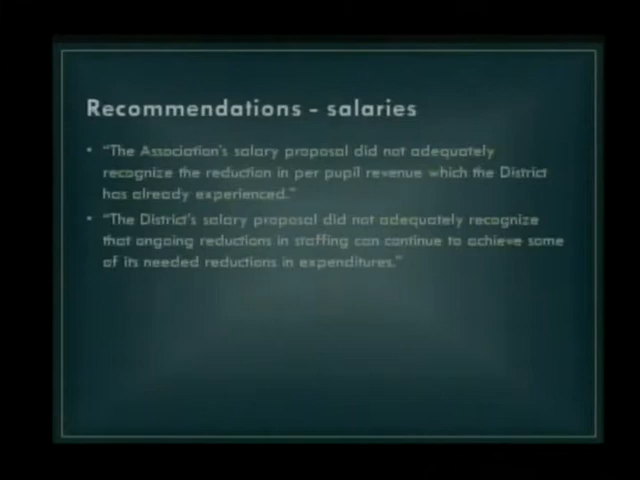 Recommendations - salaries
• "The Association's salary proposal did not adequately
recognize the reduction in per pupil revenue which the District
has already experienced."
• "The District's salary proposal did not adequately recognize
that ongoing reductions in staffing can continue to achieve some
of its needed reductions in expenditures."